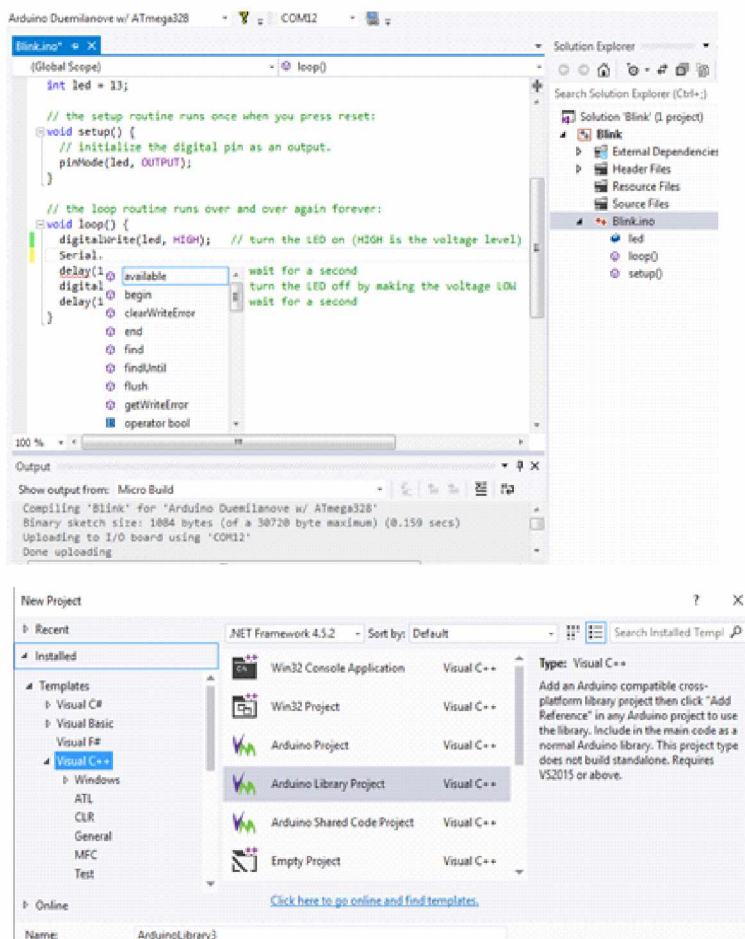 Arduino Duemilanove w/ ATmega328 COM12
Blink.ino*
(Global Scope) loop()
int led = 13;
// the setup routine runs once when you press reset:
void setup() {
// initialize the digital pin as an output.
pinMode(led, OUTPUT);
}
// the loop routine runs over and over again forever:
void loop() {
digitalWrite(led, HIGH); // turn the LED on (HIGH is the voltage level)
Serial.
delay(1 wait for a second
digital turn the LED off by making the voltage LOW
delay(1 wait for a second
}
available
begin
clearWriteError
end
find
findUntil
flush
getWriteError
operator bool
100 %
Solution Explorer
Search Solution Explorer (Ctrl+;)
Solution 'Blink' (1 project)
Blink
External Dependencies
Header Files
Resource Files
Source Files
Blink.ino
led
loop()
setup()
Output
Show output from: Micro Build
Compiling 'Blink' for 'Arduino Duemilanove w/ ATmega328'
Binary sketch size: 1084 bytes (of a 30720 byte maximum) (0.159 secs)
Uploading to I/O board using 'COM12'
Done uploading
New Project ? X
Recent
Installed
Templates
Visual C#
Visual Basic
Visual F#
Visual C++
Windows
ATL
CLR
General
MFC
Test
Online
.NET Framework 4.5.2 Sort by: Default Search Installed Templ
Win32 Console Application Visual C++
Win32 Project Visual C++
Arduino Project Visual C++
Arduino Library Project Visual C++
Arduino Shared Code Project Visual C++
Empty Project Visual C++
Click here to go online and find templates.
Type: Visual C++
Add an Arduino compatible cross-
platform library project then click "Add
Reference" in any Arduino project to use
the library. Include in the main code as a
normal Arduino library. This project type
does not build standalone. Requires
VS2015 or above.
Name: ArduinoLibrary3